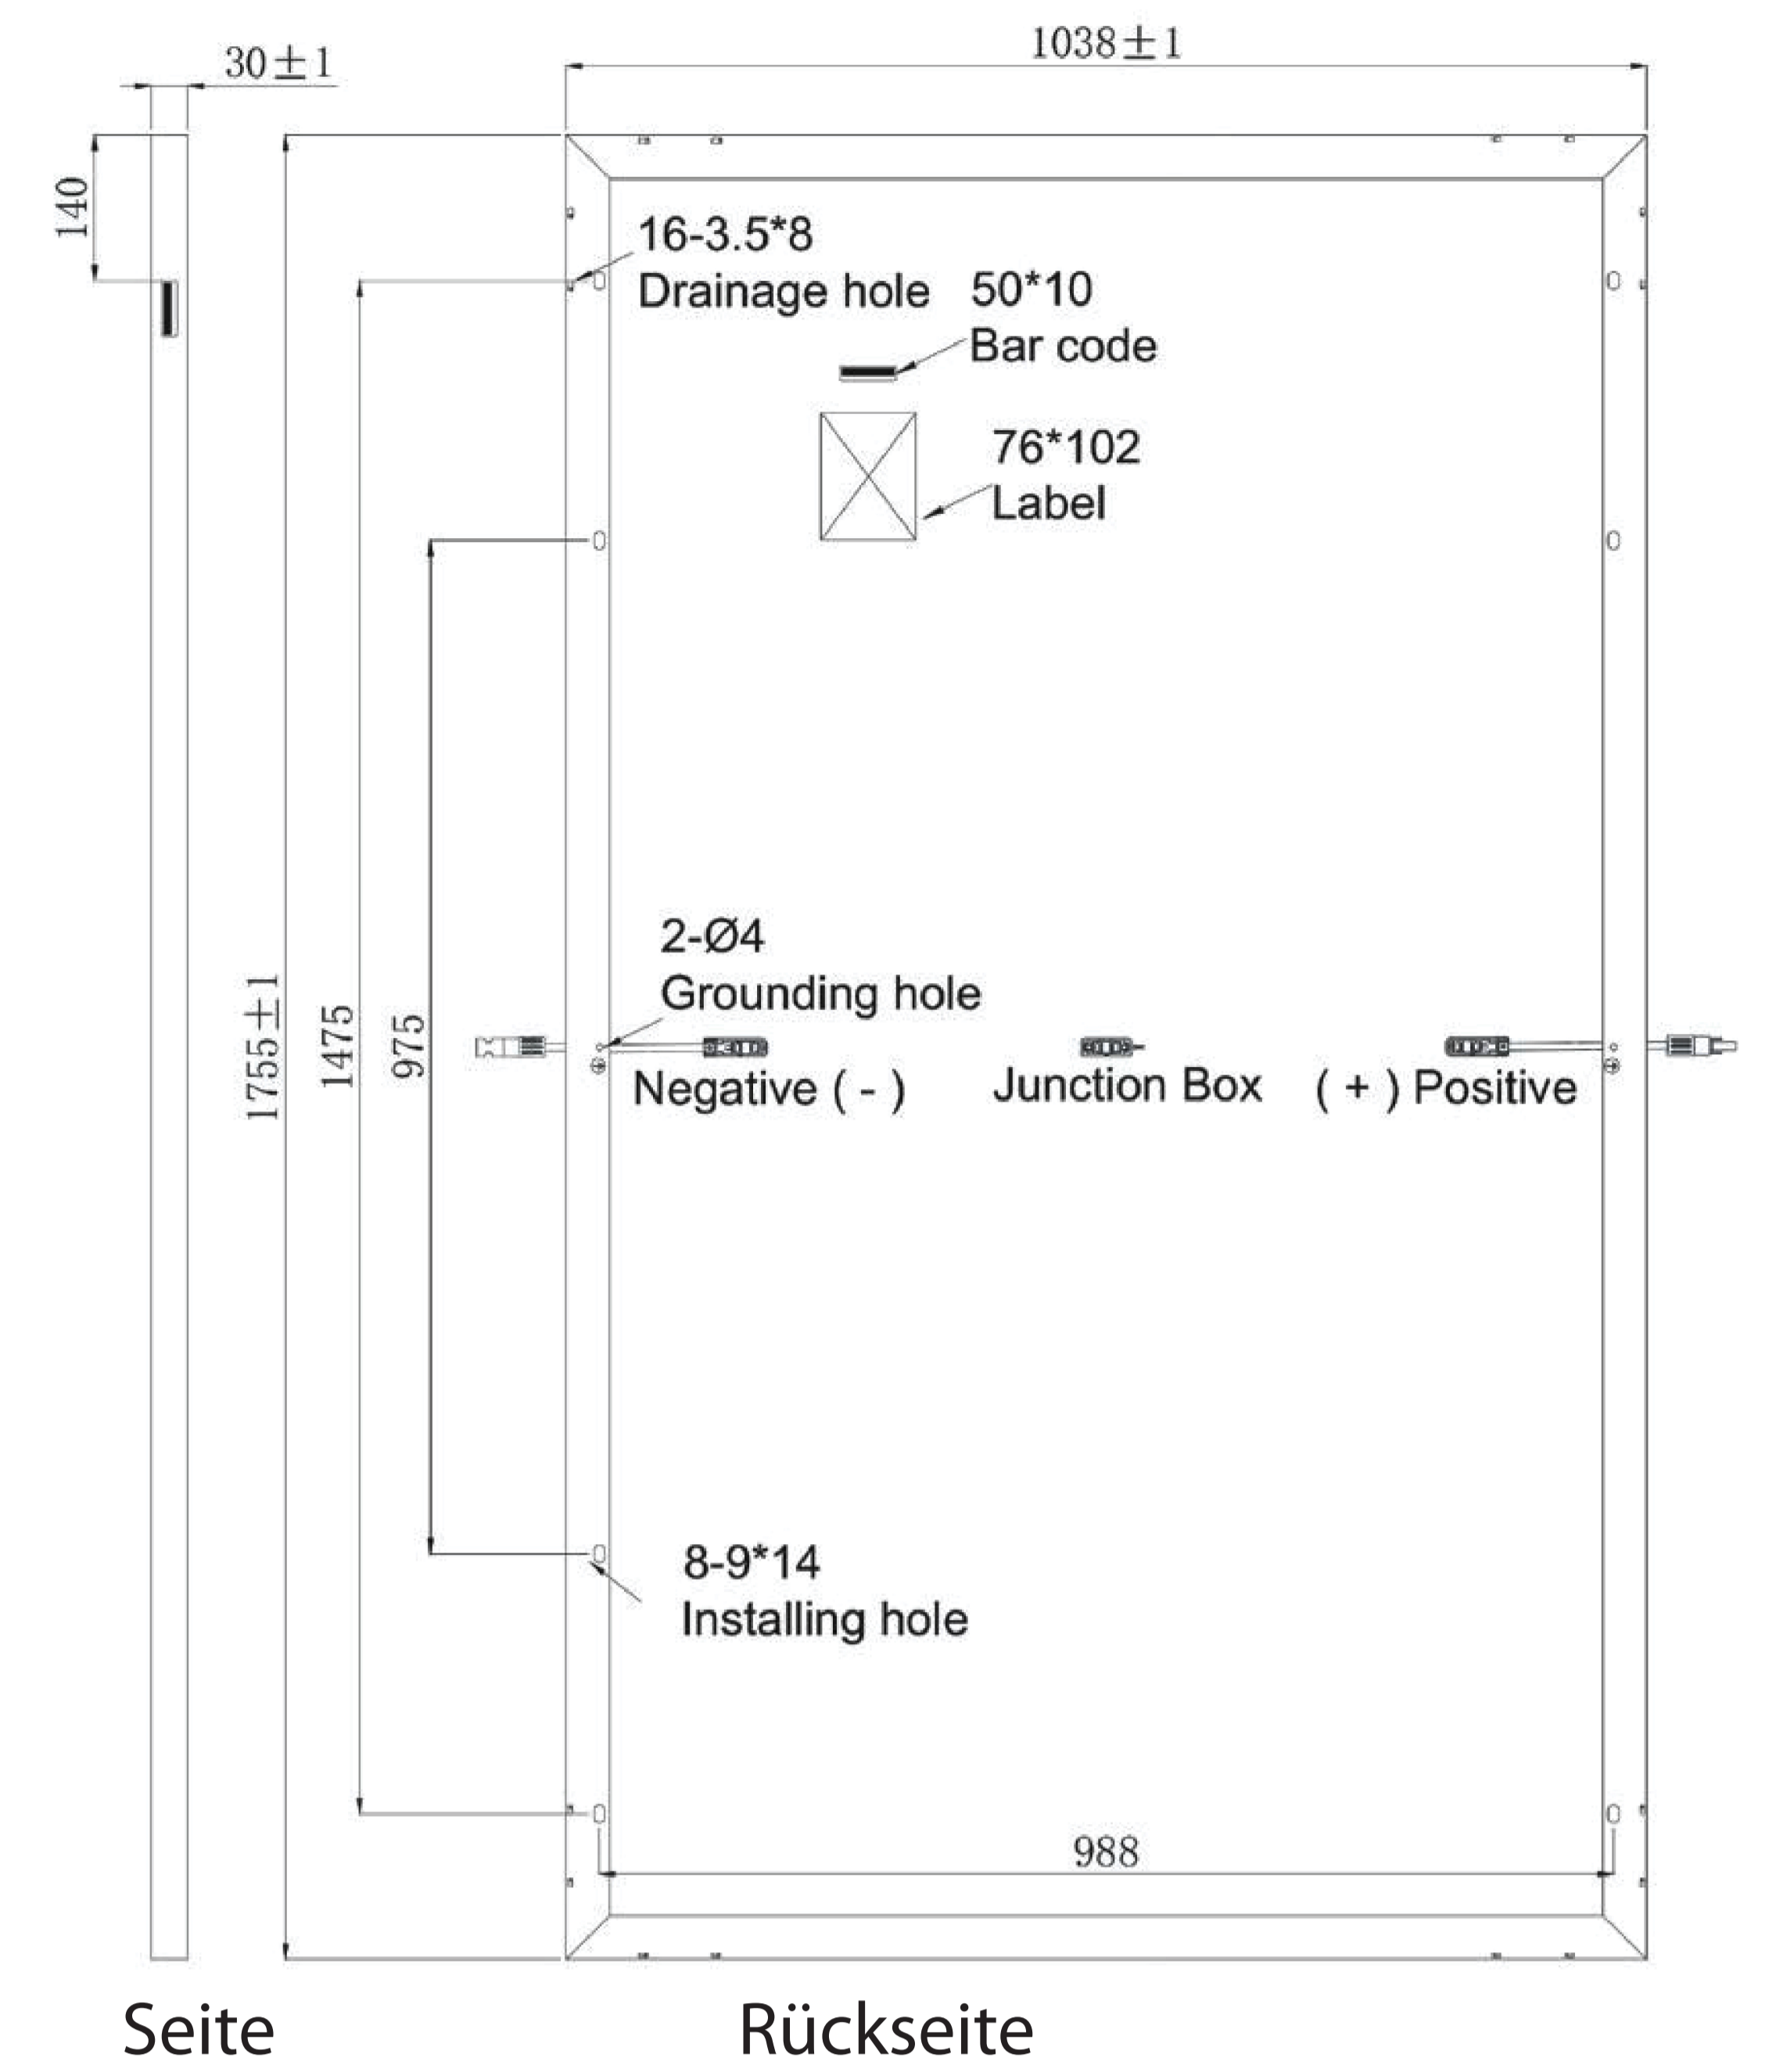 30±1
1038±1
140
16-3.5*8
Drainage hole
50*10
Bar code
76*102
Label
2-Ø4
Grounding hole
1755±1
1475
975
Negative ( - )
Junction Box
( + ) Positive
8-9*14
Installing hole
988
Seite
Rückseite